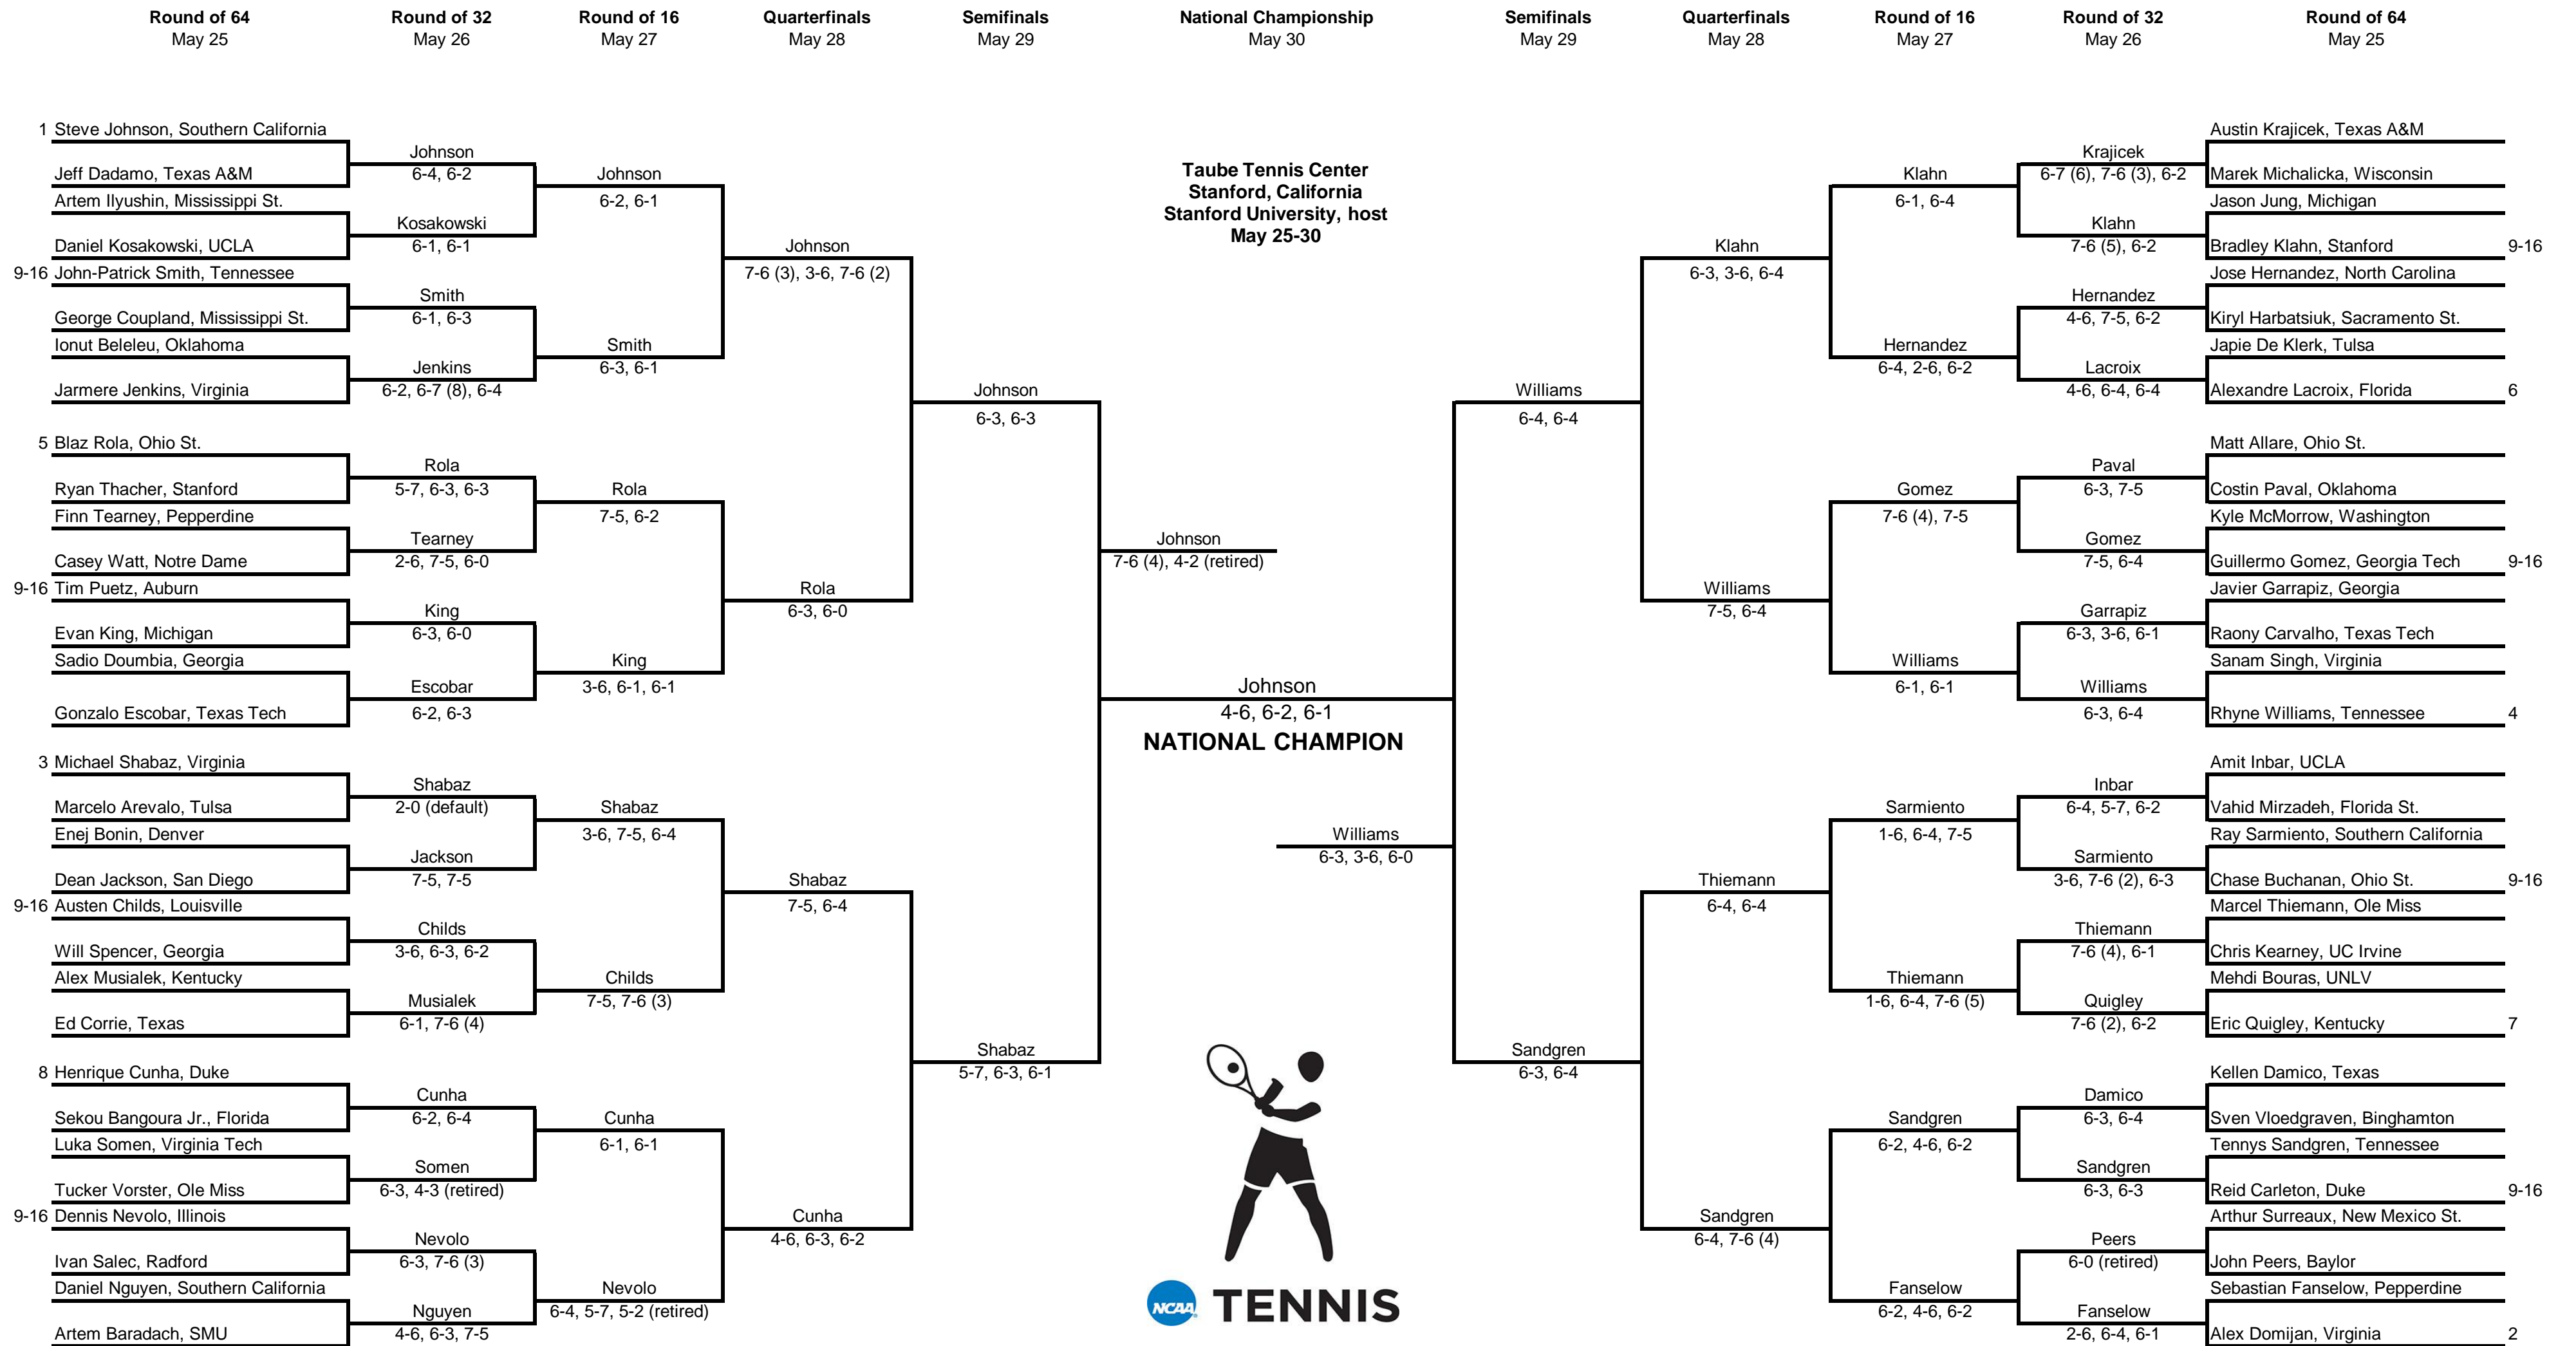 Round of 64
May 25
Round of 32
May 26
Round of 16
May 27
Quarterfinals
May 28
Semifinals
May 29
National Championship
May 30
Semifinals
May 29
Quarterfinals
May 28
Round of 16
May 27
Round of 32
May 26
Round of 64
May 25
1 Steve Johnson, Southern California
Jeff Dadamo, Texas A&M
Artem Ilyushin, Mississippi St.
Daniel Kosakowski, UCLA
9-16 John-Patrick Smith, Tennessee
George Coupland, Mississippi St.
Ionut Beleleu, Oklahoma
Jarmere Jenkins, Virginia
5 Blaz Rola, Ohio St.
Ryan Thacher, Stanford
Finn Tearney, Pepperdine
Casey Watt, Notre Dame
9-16 Tim Puetz, Auburn
Evan King, Michigan
Sadio Doumbia, Georgia
Gonzalo Escobar, Texas Tech
3 Michael Shabaz, Virginia
Marcelo Arevalo, Tulsa
Enej Bonin, Denver
Dean Jackson, San Diego
9-16 Austen Childs, Louisville
Will Spencer, Georgia
Alex Musialek, Kentucky
Ed Corrie, Texas
8 Henrique Cunha, Duke
Sekou Bangoura Jr., Florida
Luka Somen, Virginia Tech
Tucker Vorster, Ole Miss
9-16 Dennis Nevolo, Illinois
Ivan Salec, Radford
Daniel Nguyen, Southern California
Artem Baradach, SMU
Johnson
6-4, 6-2
Kosakowski
6-1, 6-1
Smith
6-1, 6-3
Jenkins
6-2, 6-7 (8), 6-4
Rola
5-7, 6-3, 6-3
Tearney
2-6, 7-5, 6-0
King
6-3, 6-0
Escobar
6-2, 6-3
Shabaz
2-0 (default)
Jackson
7-5, 7-5
Childs
3-6, 6-3, 6-2
Musialek
6-1, 7-6 (4)
Cunha
6-2, 6-4
Somen
6-3, 4-3 (retired)
Nevolo
6-3, 7-6 (3)
Nguyen
4-6, 6-3, 7-5
Johnson
6-2, 6-1
Smith
6-3, 6-1
Rola
7-5, 6-2
King
3-6, 6-1, 6-1
Shabaz
3-6, 7-5, 6-4
Childs
7-5, 7-6 (3)
Cunha
6-1, 6-1
Nevolo
6-4, 5-7, 5-2 (retired)
Johnson
7-6 (3), 3-6, 7-6 (2)
Rola
6-3, 6-0
Shabaz
7-5, 6-4
Cunha
4-6, 6-3, 6-2
Johnson
6-3, 6-3
Shabaz
5-7, 6-3, 6-1
Taube Tennis Center
Stanford, California
Stanford University, host
May 25-30
Johnson
7-6 (4), 4-2 (retired)
Johnson
4-6, 6-2, 6-1
NATIONAL CHAMPION
Williams
6-3, 3-6, 6-0
NCAA TENNIS
Williams
6-4, 6-4
Sandgren
6-3, 6-4
Klahn
6-3, 3-6, 6-4
Williams
7-5, 6-4
Thiemann
6-4, 6-4
Sandgren
6-4, 7-6 (4)
Klahn
6-1, 6-4
Hernandez
6-4, 2-6, 6-2
Gomez
7-6 (4), 7-5
Williams
6-1, 6-1
Sarmiento
1-6, 6-4, 7-5
Thiemann
1-6, 6-4, 7-6 (5)
Sandgren
6-2, 4-6, 6-2
Fanselow
6-2, 4-6, 6-2
Krajicek
6-7 (6), 7-6 (3), 6-2
Klahn
7-6 (5), 6-2
Hernandez
4-6, 7-5, 6-2
Lacroix
4-6, 6-4, 6-4
Paval
6-3, 7-5
Gomez
7-5, 6-4
Garrapiz
6-3, 3-6, 6-1
Williams
6-3, 6-4
Inbar
6-4, 5-7, 6-2
Sarmiento
3-6, 7-6 (2), 6-3
Thiemann
7-6 (4), 6-1
Quigley
7-6 (2), 6-2
Damico
6-3, 6-4
Sandgren
6-3, 6-3
Peers
6-0 (retired)
Fanselow
2-6, 6-4, 6-1
Austin Krajicek, Texas A&M
Marek Michalicka, Wisconsin
Jason Jung, Michigan
Bradley Klahn, Stanford 9-16
Jose Hernandez, North Carolina
Kiryl Harbatsiuk, Sacramento St.
Japie De Klerk, Tulsa
Alexandre Lacroix, Florida 6
Matt Allare, Ohio St.
Costin Paval, Oklahoma
Kyle McMorrow, Washington
Guillermo Gomez, Georgia Tech 9-16
Javier Garrapiz, Georgia
Raony Carvalho, Texas Tech
Sanam Singh, Virginia
Rhyne Williams, Tennessee 4
Amit Inbar, UCLA
Vahid Mirzadeh, Florida St.
Ray Sarmiento, Southern California
Chase Buchanan, Ohio St. 9-16
Marcel Thiemann, Ole Miss
Chris Kearney, UC Irvine
Mehdi Bouras, UNLV
Eric Quigley, Kentucky 7
Kellen Damico, Texas
Sven Vloedgraven, Binghamton
Tennys Sandgren, Tennessee
Reid Carleton, Duke 9-16
Arthur Surreaux, New Mexico St.
John Peers, Baylor
Sebastian Fanselow, Pepperdine
Alex Domijan, Virginia 2